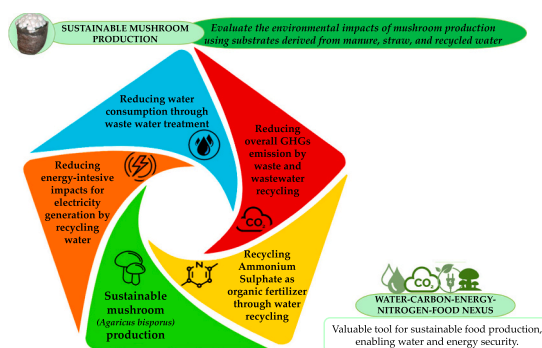 SUSTAINABLE MUSHROOM
PRODUCTION
Evaluate the environmental impacts of mushroom production
using substrates derived from manure, straw, and recycled water
Reducing water
consumption through
waste water treatment
Reducing
overall GHGs
emission by
waste and
wastewater
recycling
CO₂
Reducing
energy-intesive
impacts for
electricity
generation by
recycling
water
Recycling
Ammonium
Sulphate as
organic fertilizer
through water
recycling
N
Sustainable
mushroom
(Agaricus bisporus)
production
CO₂
WATER-CARBON-ENERGY-
NITROGEN-FOOD NEXUS
Valuable tool for sustainable food production,
enabling water and energy security.